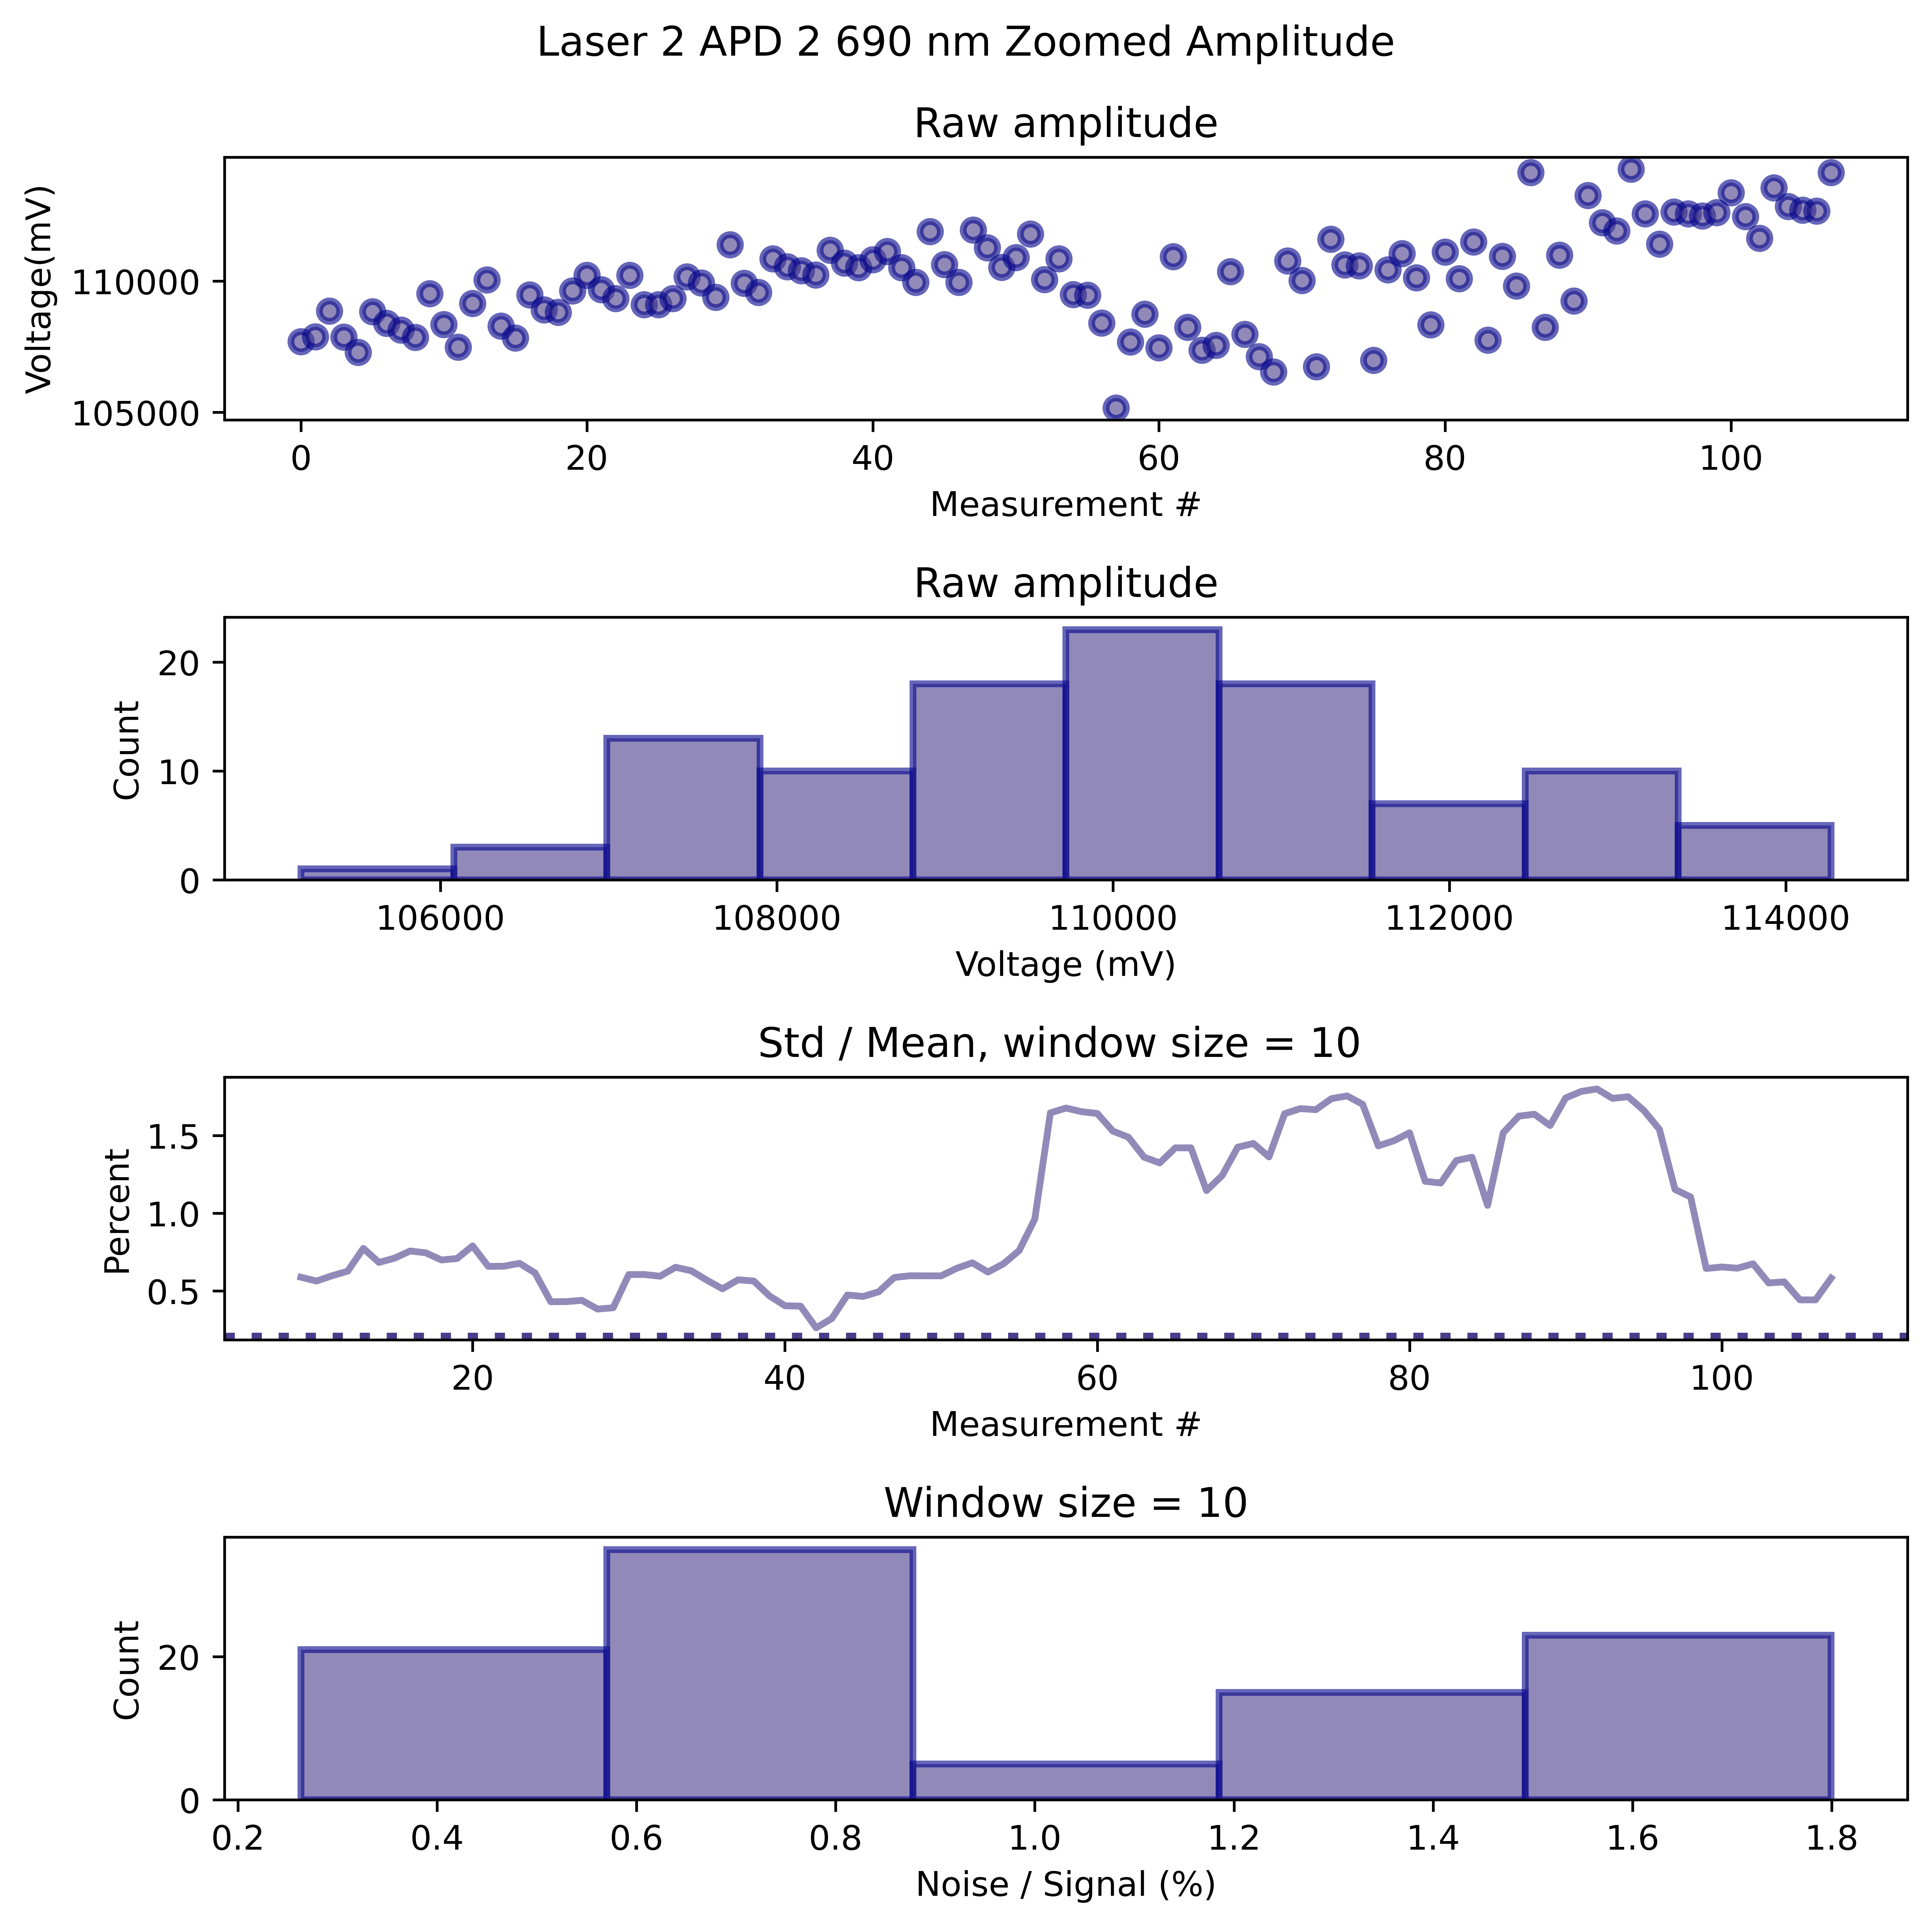 Laser 2 APD 2 690 nm Zoomed Amplitude
Raw amplitude
Voltage(mV)
110000
105000
0 20 40 60 80 100
Measurement #
Raw amplitude
Count
20
10
0
106000 108000 110000 112000 114000
Voltage (mV)
Std / Mean, window size = 10
Percent
1.5
1.0
0.5
20 40 60 80 100
Measurement #
Window size = 10
Count
20
0
0.2 0.4 0.6 0.8 1.0 1.2 1.4 1.6 1.8
Noise / Signal (%)